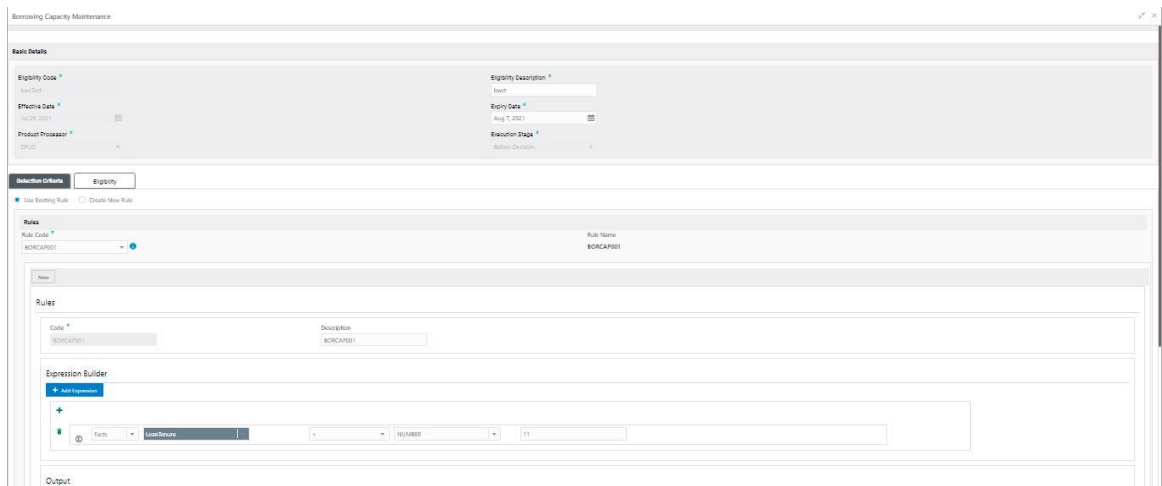 Borrowing Capacity Maintenance
Basic Details
Eligibility Code *
Eligibility Description *
bwcTest
bwct
Effective Date *
Expiry Date *
Jul 29, 2021
Aug 7, 2021
Product Processor *
Execution Stage *
OFLO
Before Decision
Selection Criteria
Eligibility
Use Existing Rule
Create New Rule
Rules
Rule Code *
Rule Name
BORCAP001
BORCAP001
New
Rules
Code *
Description
BORCAP001
BORCAP001
Expression Builder
+ Add Expression
Facts
LoanTenure
NUMBER
11
Output